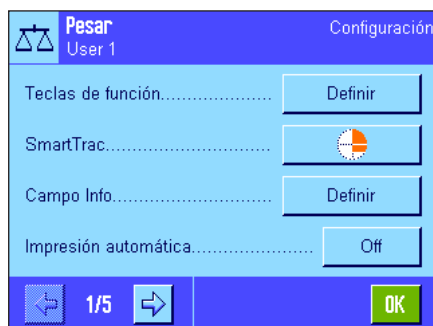 Pesar
Configuración
User 1
Teclas de función..................... Definir
SmartTrac.............................
Campo Info............................. Definir
Impresión automática...................... Off
1/5
OK